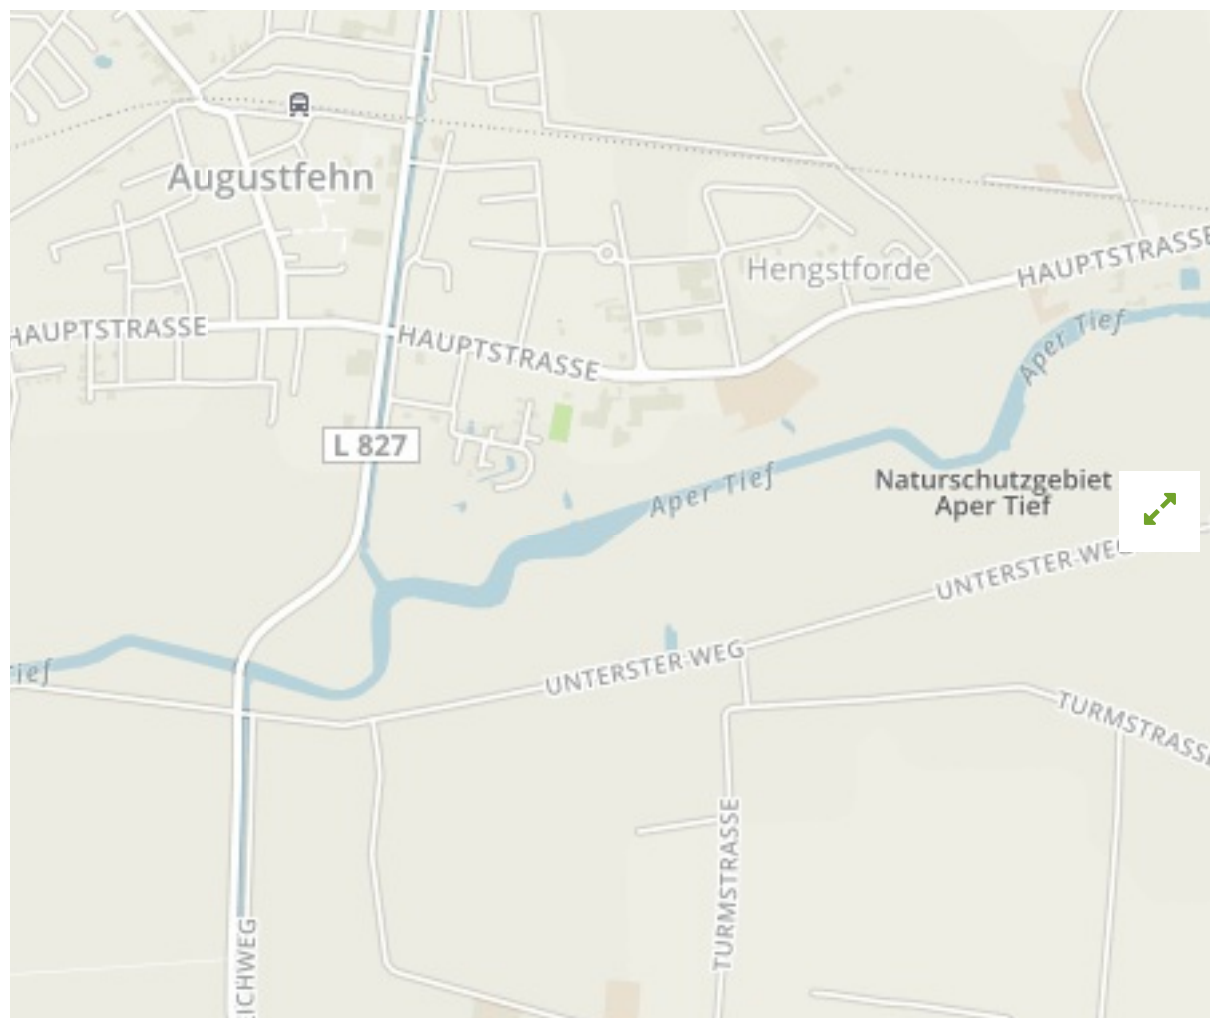 Augustfehn
Hengstforde
HAUPTSTRASSE
HAUPTSTRASSE
HAUPTSTRASSE
Aper Tief
L 827
Aper Tief
Naturschutzgebiet
Aper Tief
UNTERSTER-WEG
UNTERSTER-WEG
TURMSTRASSE
TURMSTRASSE